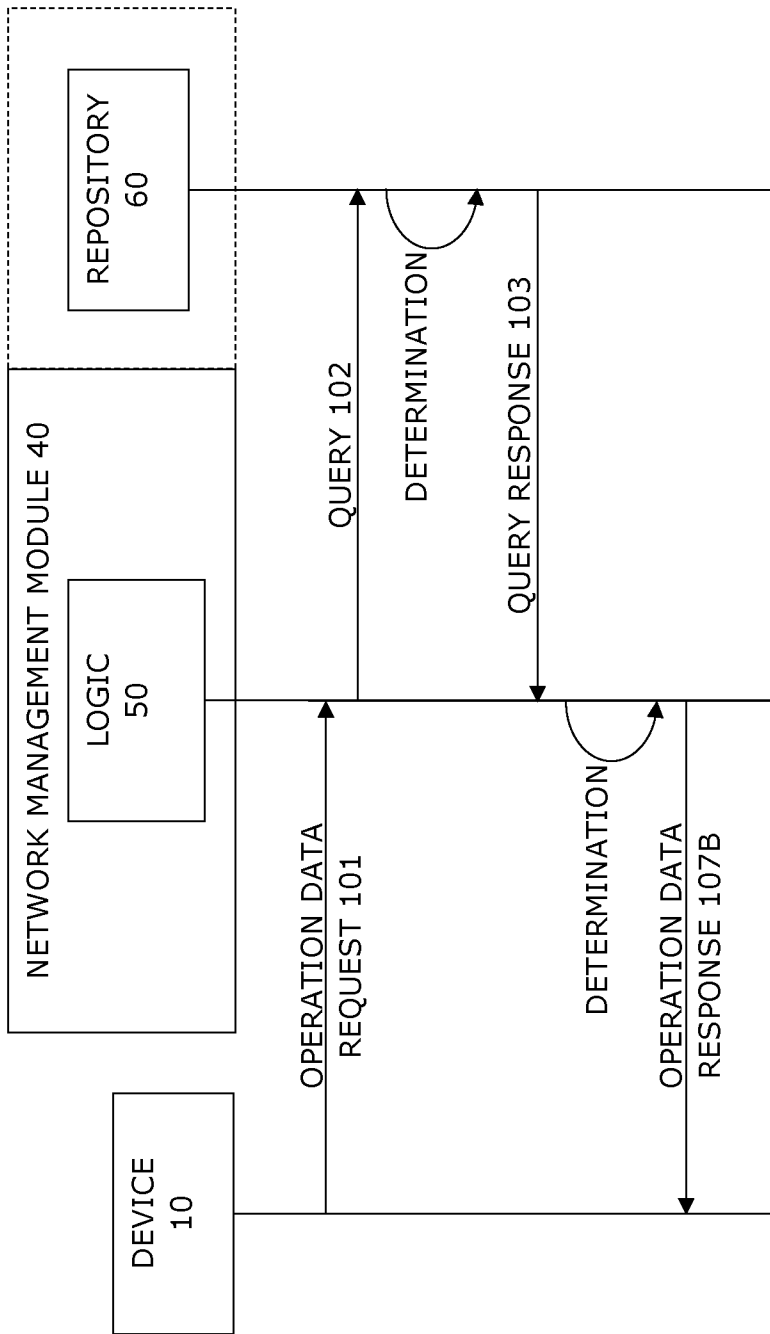 DEVICE
10
NETWORK MANAGEMENT MODULE 40
LOGIC
50
REPOSITORY
60
OPERATION DATA
REQUEST 101
QUERY 102
DETERMINATION
QUERY RESPONSE 103
DETERMINATION
OPERATION DATA
RESPONSE 107B